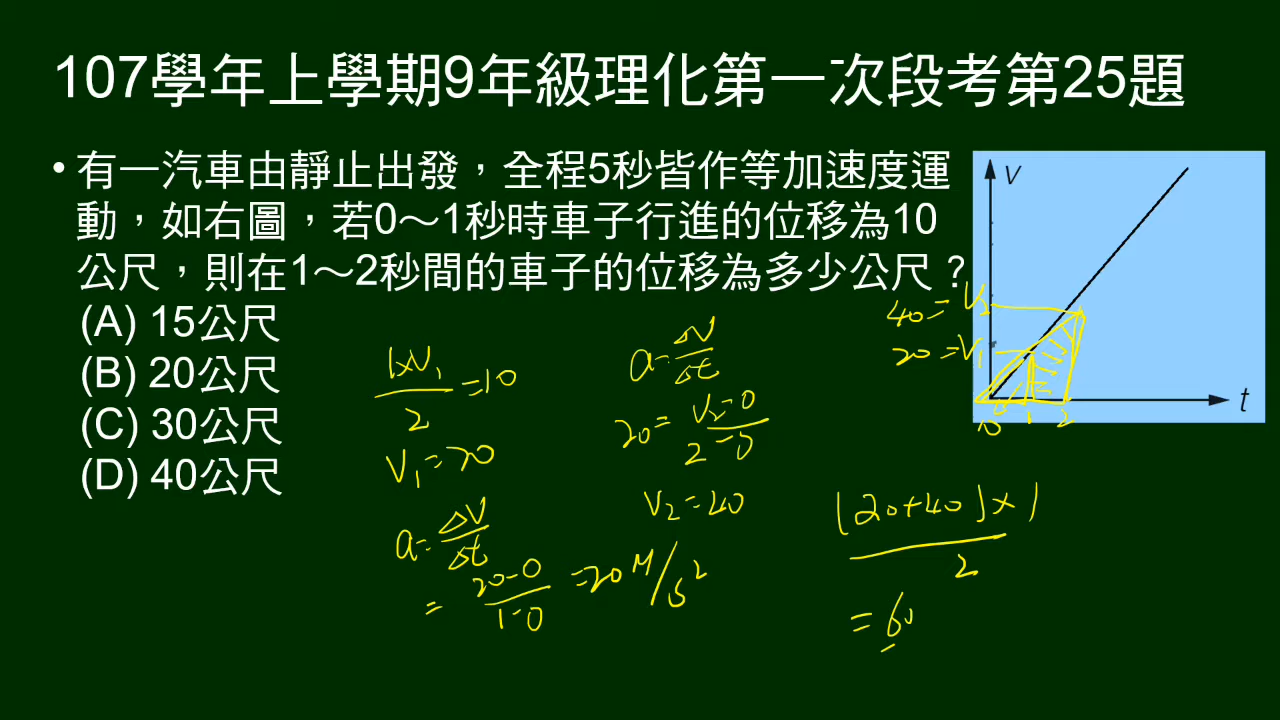 107學年上學期9年級理化第一次段考第25題
• 有一汽車由靜止出發，全程5秒皆作等加速度運
動，如右圖，若0～1秒時車子行進的位移為10
公尺，則在1～2秒間的車子的位移為多少公尺？
(A) 15公尺
(B) 20公尺
(C) 30公尺
(D) 40公尺
1×V₁/2=10
V₁=20
a=ΔV/Δt
=20-0/1-0=20M/s²
a=ΔV/Δt
20=V₂-0/2-0
V₂=40
(20+40)×1/2
=60
V
40=V₂
20=V₁
t
0
1
2
10